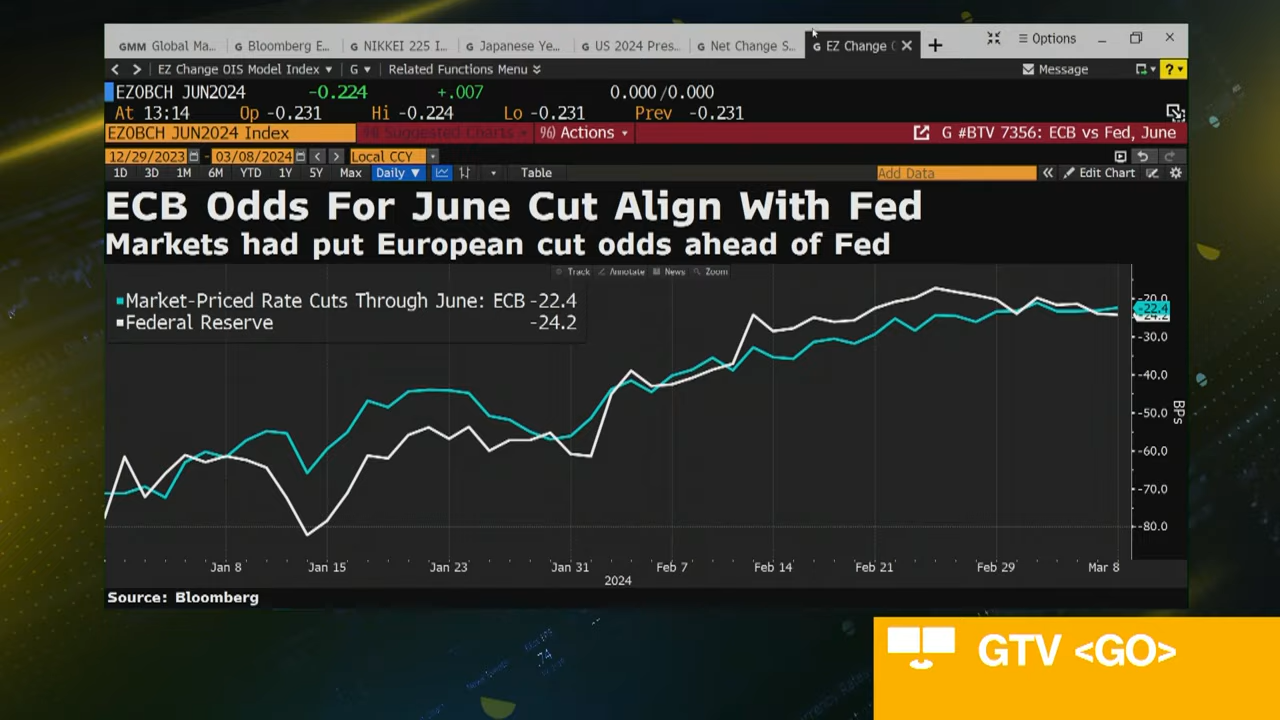 GMM Global Ma... G Bloomberg E... G NIKKEI 225 I... G Japanese Ye... G US 2024 Pres... G Net Change S... G EZ Change
Options
EZ Change OIS Model Index G Related Functions Menu Message ?
EZ0BCH JUN2024 -0.224 +.007 0.000/0.000
At 13:14 Op -0.231 Hi -0.224 Lo -0.231 Prev -0.231
EZ0BCH JUN2024 Index Suggested Charts 96) Actions G #BTV 7356: ECB vs Fed, June
12/29/2023 - 03/08/2024 Local CCY
1D 3D 1M 6M YTD 1Y 5Y Max Daily Table Add Data Edit Chart
ECB Odds For June Cut Align With Fed
Markets had put European cut odds ahead of Fed
Track Annotate News Zoom
Market-Priced Rate Cuts Through June: ECB -22.4
Federal Reserve -24.2
-20.0
-22.4
-24.2
-30.0
-40.0
-50.0
-60.0
-70.0
-80.0
BPs
Jan 8 Jan 15 Jan 23 Jan 31 Feb 7 Feb 14 Feb 21 Feb 29 Mar 8
2024
Source: Bloomberg
GTV <GO>
.74